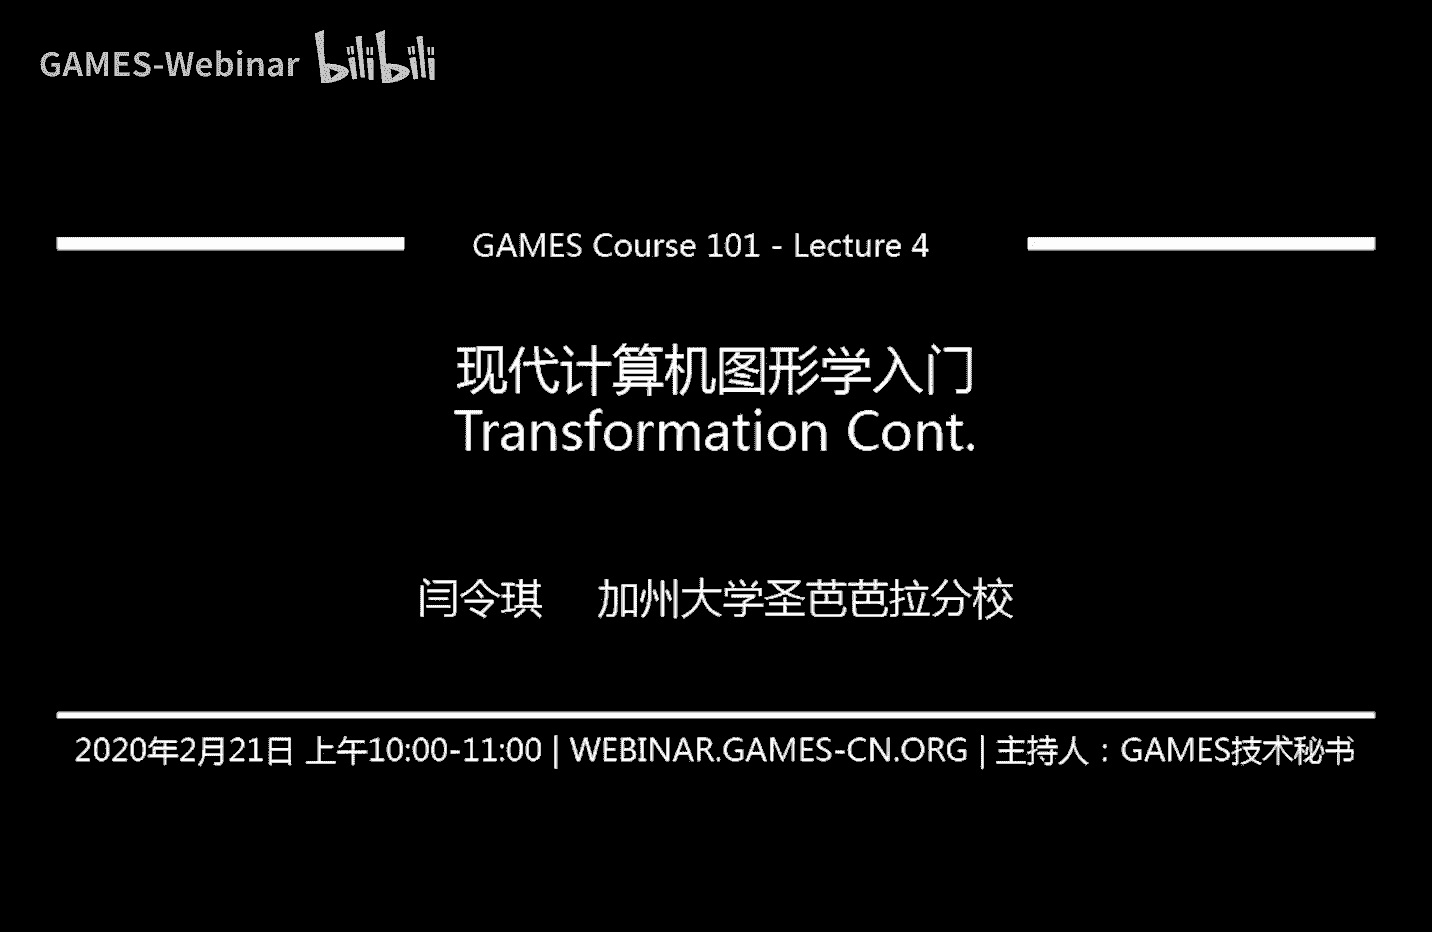 GAMES-Webinar bilibili
GAMES Course 101 - Lecture 4
现代计算机图形学入门
Transformation Cont.
闫令琪 加州大学圣芭芭拉分校
2020年2月21日 上午10:00-11:00 | WEBINAR.GAMES-CN.ORG | 主持人：GAMES技术秘书